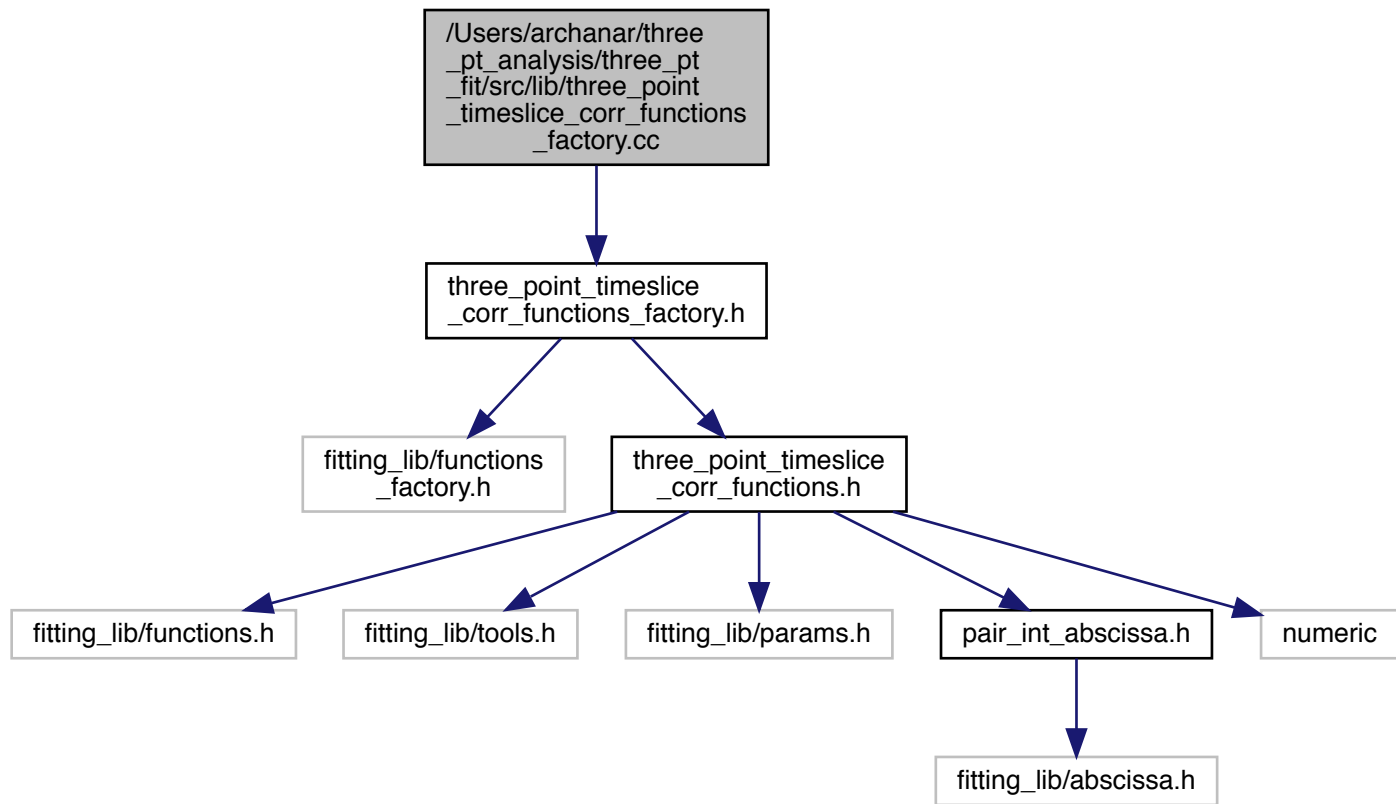 /Users/archanar/three
_pt_analysis/three_pt
_fit/src/lib/three_point
_timeslice_corr_functions
_factory.cc
three_point_timeslice
_corr_functions_factory.h
fitting_lib/functions
_factory.h
three_point_timeslice
_corr_functions.h
fitting_lib/functions.h
fitting_lib/tools.h
fitting_lib/params.h
pair_int_abscissa.h
numeric
fitting_lib/abscissa.h